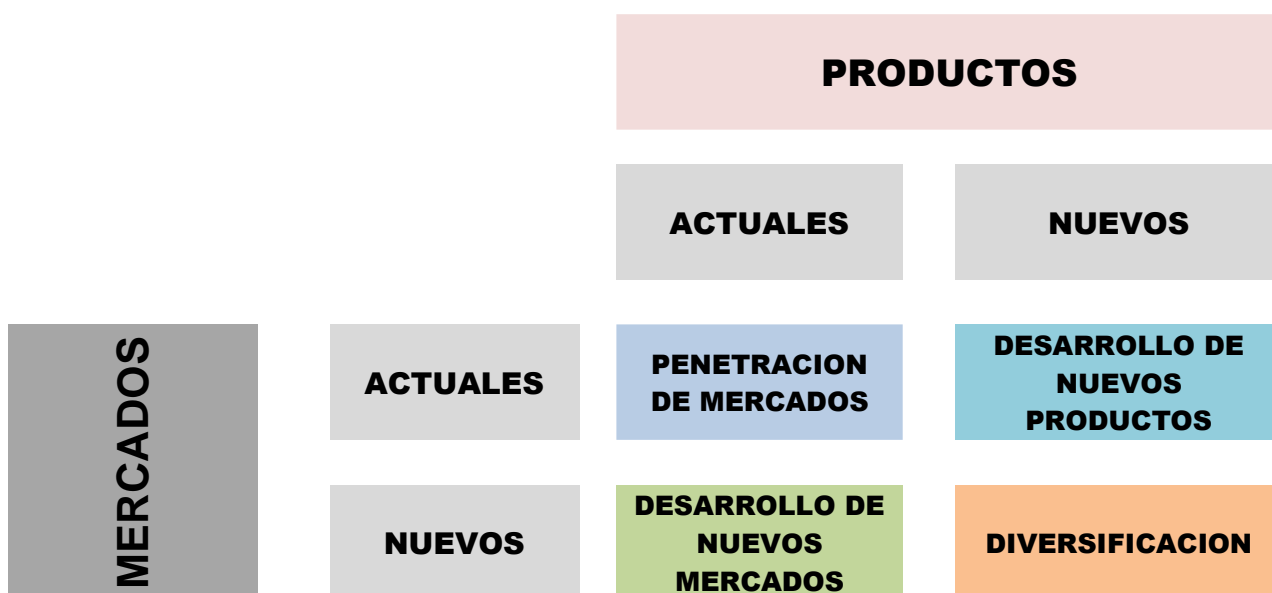 PRODUCTOS
ACTUALES
NUEVOS
MERCADOS
ACTUALES
PENETRACION
DE MERCADOS
DESARROLLO DE
NUEVOS
PRODUCTOS
NUEVOS
DESARROLLO DE
NUEVOS
MERCADOS
DIVERSIFICACION